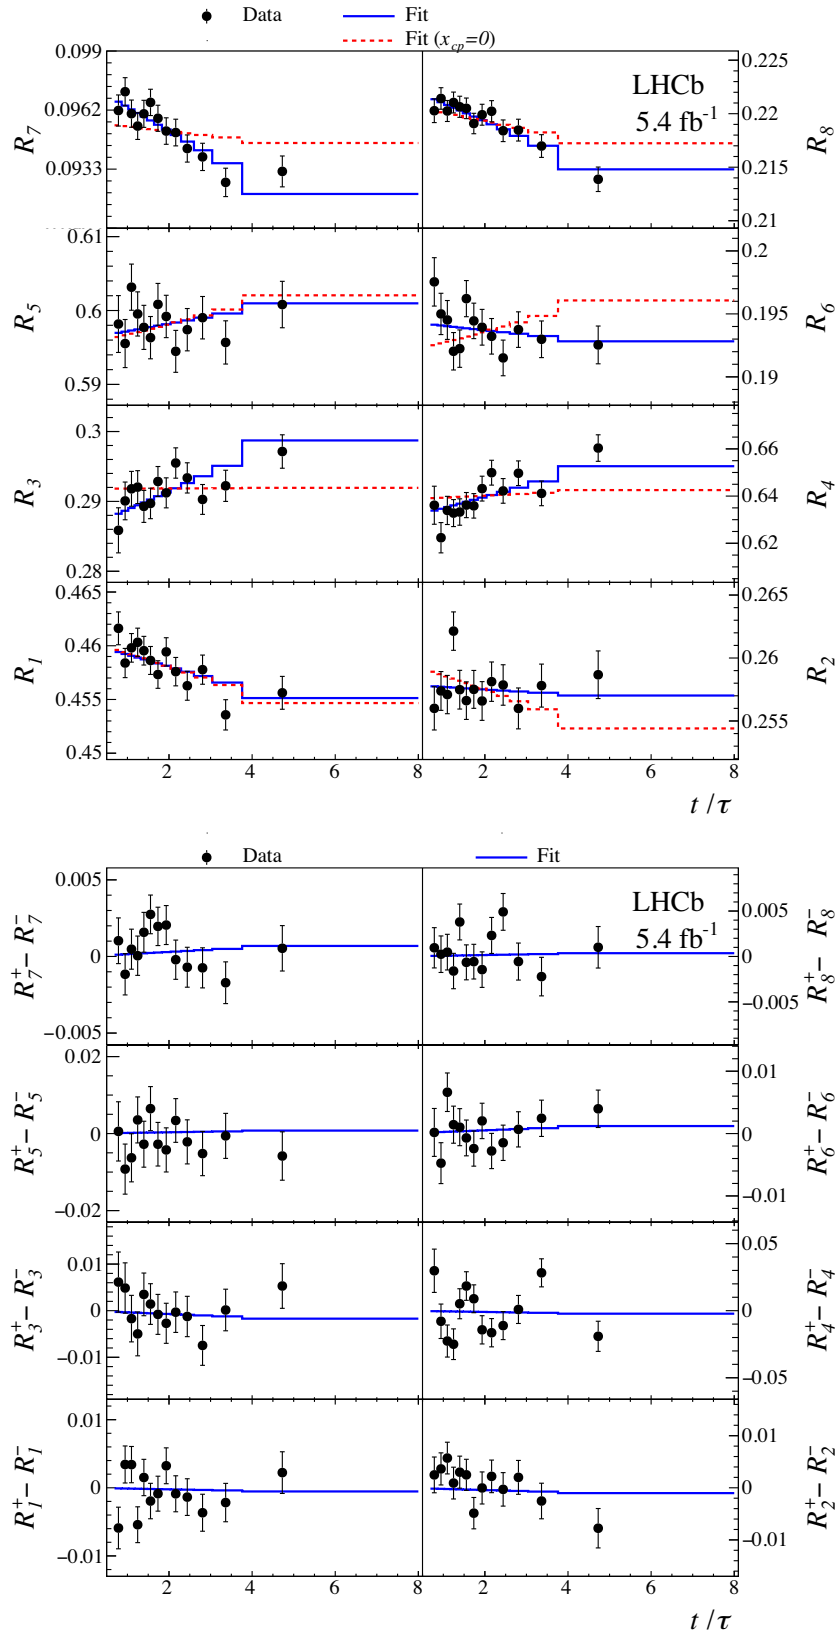 Data Fit
Fit (x_cp=0)
0.099 0.0962 0.0933
R_7
LHCb
5.4 fb⁻¹
0.225 0.22 0.215 0.21
R_8
0.61 0.6 0.59
R_5
0.2 0.195 0.19
R_6
0.3 0.29 0.28
R_3
0.66 0.64 0.62
R_4
0.465 0.46 0.455 0.45
R_1
0.265 0.26 0.255
R_2
2 4 6 8 2 4 6 8
t /τ
Data Fit
0.005 0 −0.005
R_7⁺− R_7⁻
LHCb
5.4 fb⁻¹
0.005 0 −0.005
R_8⁺− R_8⁻
0.02 0 −0.02
R_5⁺− R_5⁻
0.01 0 −0.01
R_6⁺− R_6⁻
0.01 0 −0.01
R_3⁺− R_3⁻
0.05 0 −0.05
R_4⁺− R_4⁻
0.01 0 −0.01
R_1⁺− R_1⁻
0.01 0 −0.01
R_2⁺− R_2⁻
2 4 6 8 2 4 6 8
t /τ